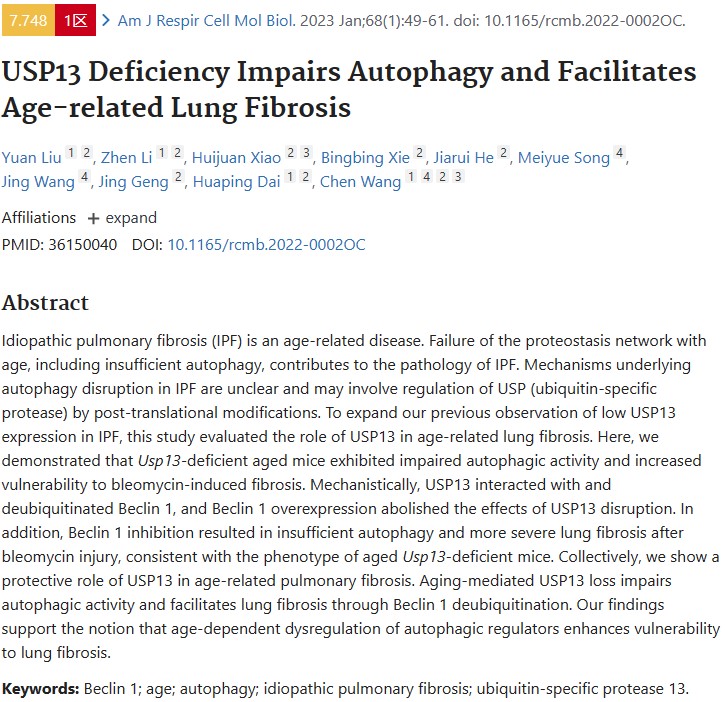 7.748 1区 Am J Respir Cell Mol Biol. 2023 Jan;68(1):49-61. doi: 10.1165/rcmb.2022-0002OC.
USP13 Deficiency Impairs Autophagy and Facilitates
Age-related Lung Fibrosis
Yuan Liu 1 2, Zhen Li 1 2, Huijuan Xiao 2 3, Bingbing Xie 2, Jiarui He 2, Meiyue Song 4,
Jing Wang 4, Jing Geng 2, Huaping Dai 1 2, Chen Wang 1 4 2 3
Affiliations + expand
PMID: 36150040 DOI: 10.1165/rcmb.2022-0002OC
Abstract
Idiopathic pulmonary fibrosis (IPF) is an age-related disease. Failure of the proteostasis network with
age, including insufficient autophagy, contributes to the pathology of IPF. Mechanisms underlying
autophagy disruption in IPF are unclear and may involve regulation of USP (ubiquitin-specific
protease) by post-translational modifications. To expand our previous observation of low USP13
expression in IPF, this study evaluated the role of USP13 in age-related lung fibrosis. Here, we
demonstrated that Usp13-deficient aged mice exhibited impaired autophagic activity and increased
vulnerability to bleomycin-induced fibrosis. Mechanistically, USP13 interacted with and
deubiquitinated Beclin 1, and Beclin 1 overexpression abolished the effects of USP13 disruption. In
addition, Beclin 1 inhibition resulted in insufficient autophagy and more severe lung fibrosis after
bleomycin injury, consistent with the phenotype of aged Usp13-deficient mice. Collectively, we show a
protective role of USP13 in age-related pulmonary fibrosis. Aging-mediated USP13 loss impairs
autophagic activity and facilitates lung fibrosis through Beclin 1 deubiquitination. Our findings
support the notion that age-dependent dysregulation of autophagic regulators enhances vulnerability
to lung fibrosis.
Keywords: Beclin 1; age; autophagy; idiopathic pulmonary fibrosis; ubiquitin-specific protease 13.